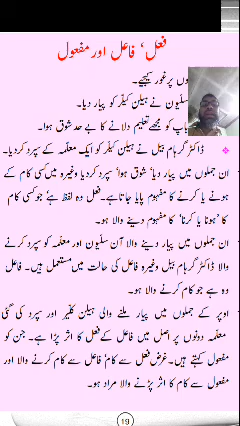 فعل‘ فاعل اور مفعول
وں پر غور کیجیے۔
سلیون نے ہیلن کیلر کو پیار دیا۔
باپ کو مجھے تعلیم دلانے کا بے حد شوق ہوا۔
ڈاکٹر گراہم بیل نے ہیلن کیلر کو ایک معلمہ کے سپرد کر دیا۔
ان جملوں میں پیار دیا‘ شوق ہوا‘ سپرد کر دیا وغیرہ میں کسی کام کے
ہونے یا کرنے کا مفہوم پایا جاتا ہے۔ فعل وہ لفظ ہے جو کسی کام
کا ’ہونا یا کرنا‘ کا مفہوم دینے والا ہو۔
ان جملوں میں پیار دینے والا آن سلیون اور معلمہ کو سپرد کرنے
والا ڈاکٹر گراہم بیل وغیرہ فاعل کی حالت میں مستعمل ہیں۔ فاعل
وہ ہے جو کام کرنے والا ہو۔
اوپر کے جملوں میں پیار ملنے والی ہیلن کیلر اور سپرد کی گئی
معلمہ دونوں پر اصل میں فاعل کے فعل کا اثر پڑا ہے۔ جن کو
مفعول کہتے ہیں۔ غرض فعل سے کام‘ فاعل سے کام کرنے والا اور
مفعول سے کام کا اثر پڑنے والا مراد ہو۔
19